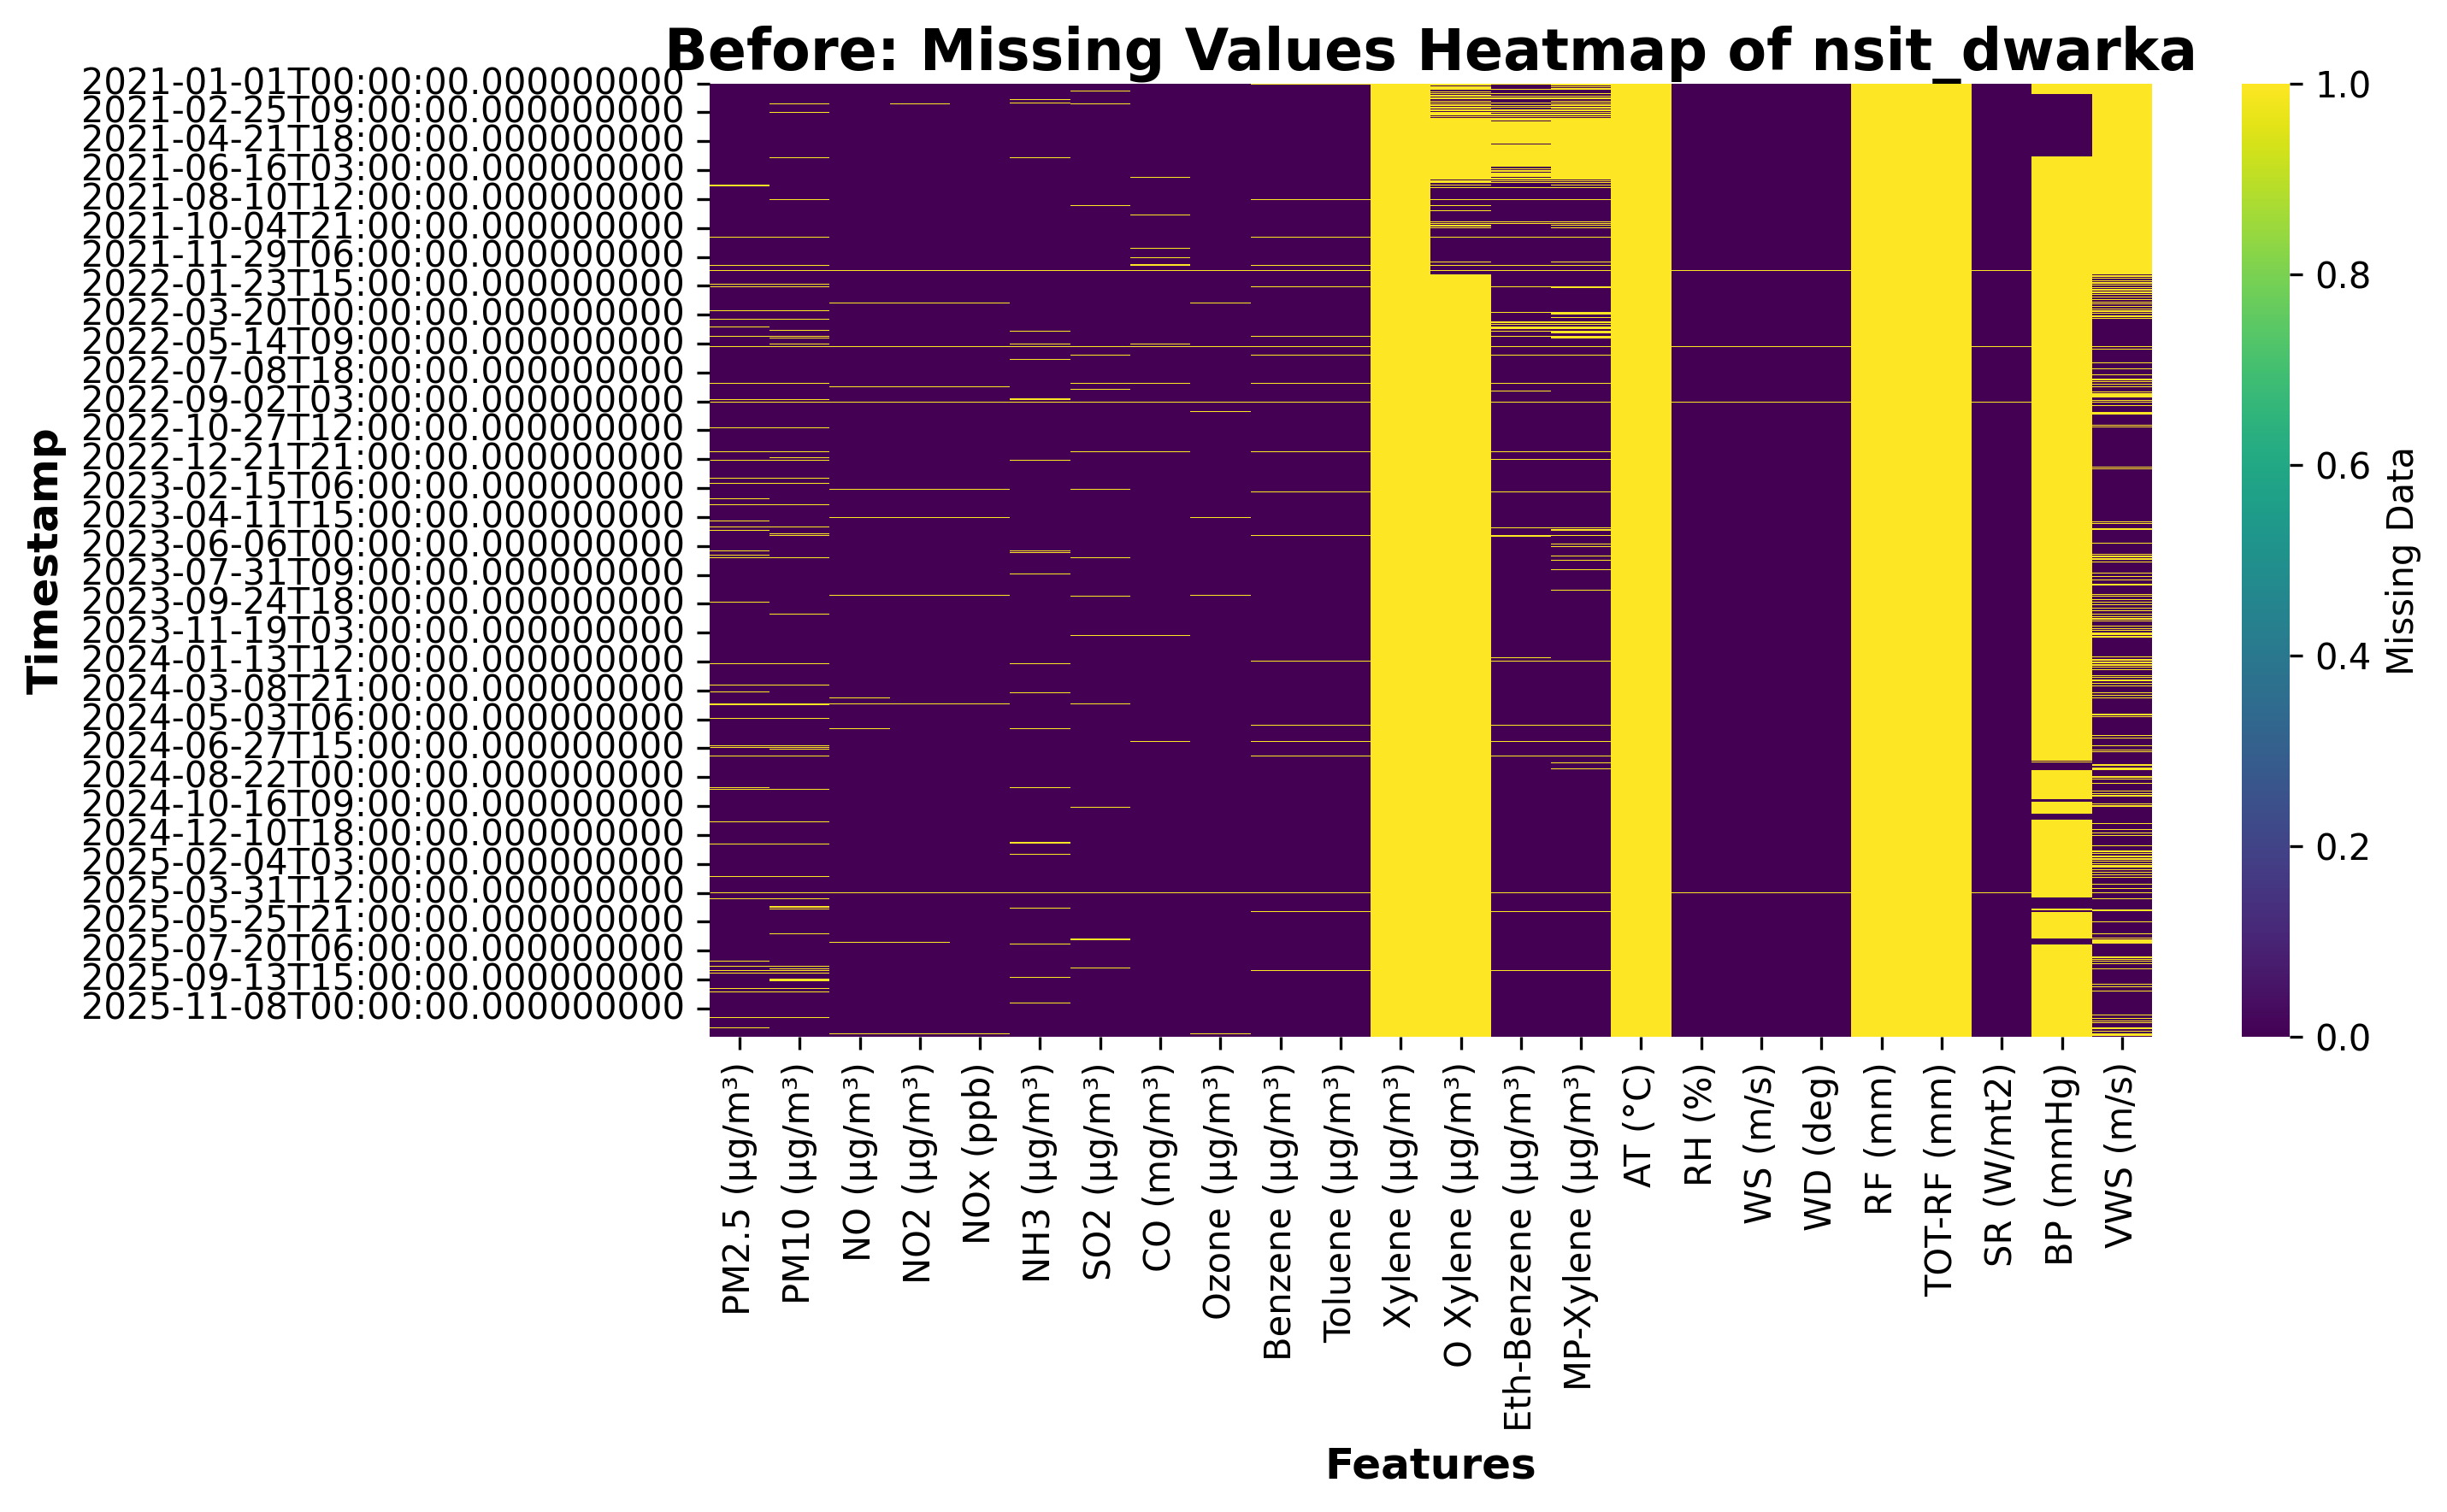 Before: Missing Values Heatmap of nsit_dwarka
Timestamp
2021-01-01T00:00:00.000000000
2021-02-25T09:00:00.000000000
2021-04-21T18:00:00.000000000
2021-06-16T03:00:00.000000000
2021-08-10T12:00:00.000000000
2021-10-04T21:00:00.000000000
2021-11-29T06:00:00.000000000
2022-01-23T15:00:00.000000000
2022-03-20T00:00:00.000000000
2022-05-14T09:00:00.000000000
2022-07-08T18:00:00.000000000
2022-09-02T03:00:00.000000000
2022-10-27T12:00:00.000000000
2022-12-21T21:00:00.000000000
2023-02-15T06:00:00.000000000
2023-04-11T15:00:00.000000000
2023-06-06T00:00:00.000000000
2023-07-31T09:00:00.000000000
2023-09-24T18:00:00.000000000
2023-11-19T03:00:00.000000000
2024-01-13T12:00:00.000000000
2024-03-08T21:00:00.000000000
2024-05-03T06:00:00.000000000
2024-06-27T15:00:00.000000000
2024-08-22T00:00:00.000000000
2024-10-16T09:00:00.000000000
2024-12-10T18:00:00.000000000
2025-02-04T03:00:00.000000000
2025-03-31T12:00:00.000000000
2025-05-25T21:00:00.000000000
2025-07-20T06:00:00.000000000
2025-09-13T15:00:00.000000000
2025-11-08T00:00:00.000000000
PM2.5 (µg/m³)
PM10 (µg/m³)
NO (µg/m³)
NO2 (µg/m³)
NOx (ppb)
NH3 (µg/m³)
SO2 (µg/m³)
CO (mg/m³)
Ozone (µg/m³)
Benzene (µg/m³)
Toluene (µg/m³)
Xylene (µg/m³)
O Xylene (µg/m³)
Eth-Benzene (µg/m³)
MP-Xylene (µg/m³)
AT (°C)
RH (%)
WS (m/s)
WD (deg)
RF (mm)
TOT-RF (mm)
SR (W/mt2)
BP (mmHg)
VWS (m/s)
Features
1.0
0.8
0.6
0.4
0.2
0.0
Missing Data